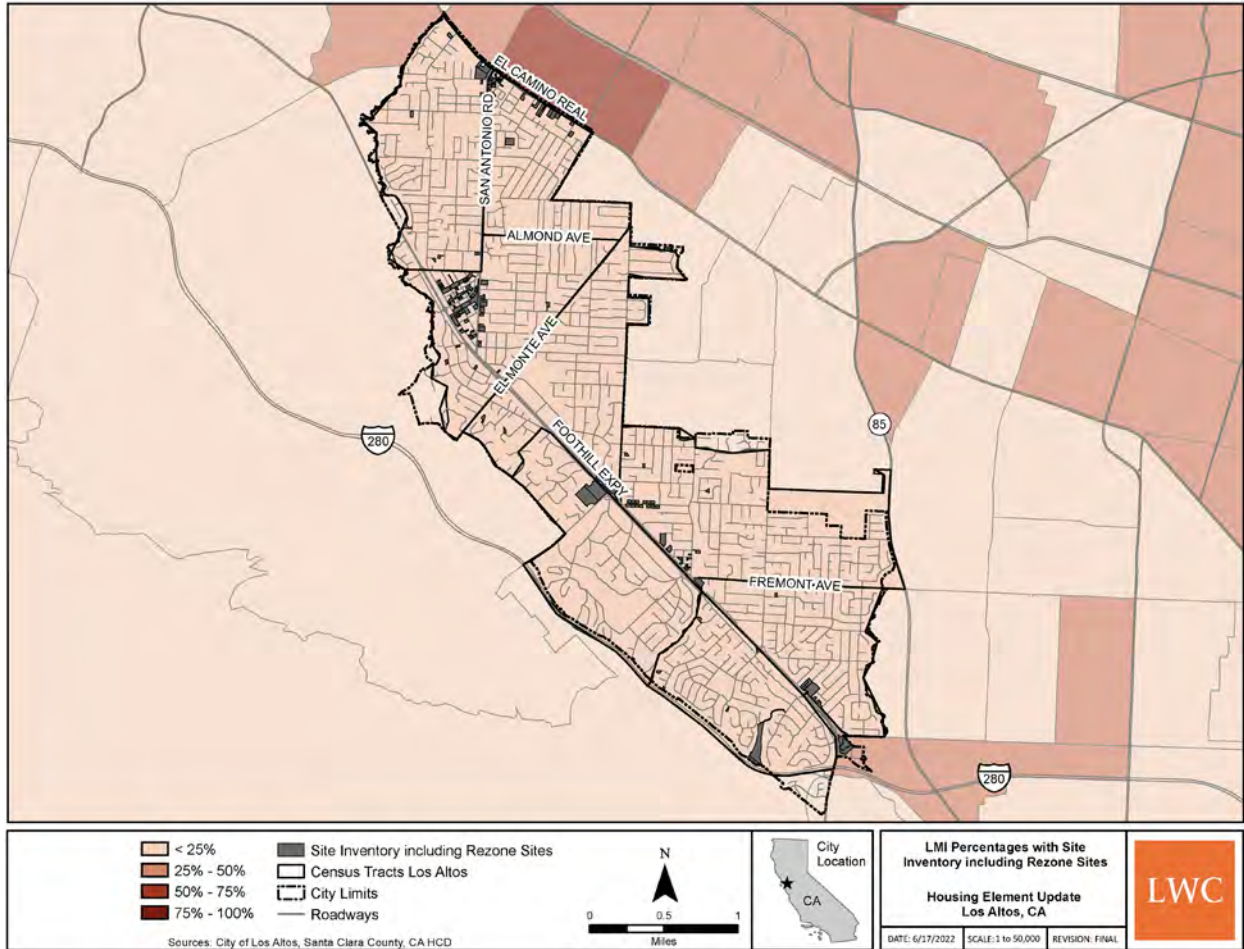 EL CAMINO REAL
SAN ANTONIO RD
ALMOND AVE
EL MONTE AVE
FOOTHILL EXPY
85
280
FREMONT AVE
280
< 25%
25% - 50%
50% - 75%
75% - 100%
Site Inventory including Rezone Sites
Census Tracts Los Altos
City Limits
Roadways
Sources: City of Los Altos, Santa Clara County, CA HCD
N
0 0.5 1
Miles
City
Location
CA
LMI Percentages with Site
Inventory including Rezone Sites
Housing Element Update
Los Altos, CA
DATE: 6/17/2022 SCALE: 1 to 50,000 REVISION: FINAL
LWC